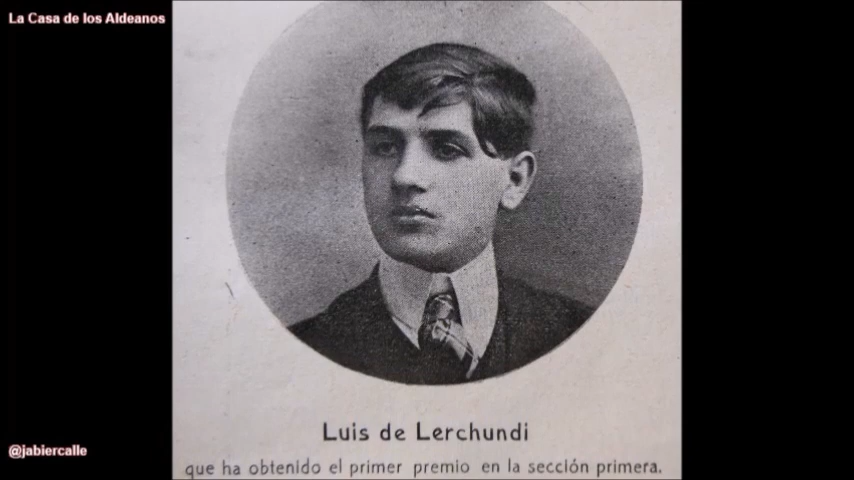 La Casa de los Aldeanos
Luis de Lerchundi
que ha obtenido el primer premio en la sección primera.
@jabiercalle